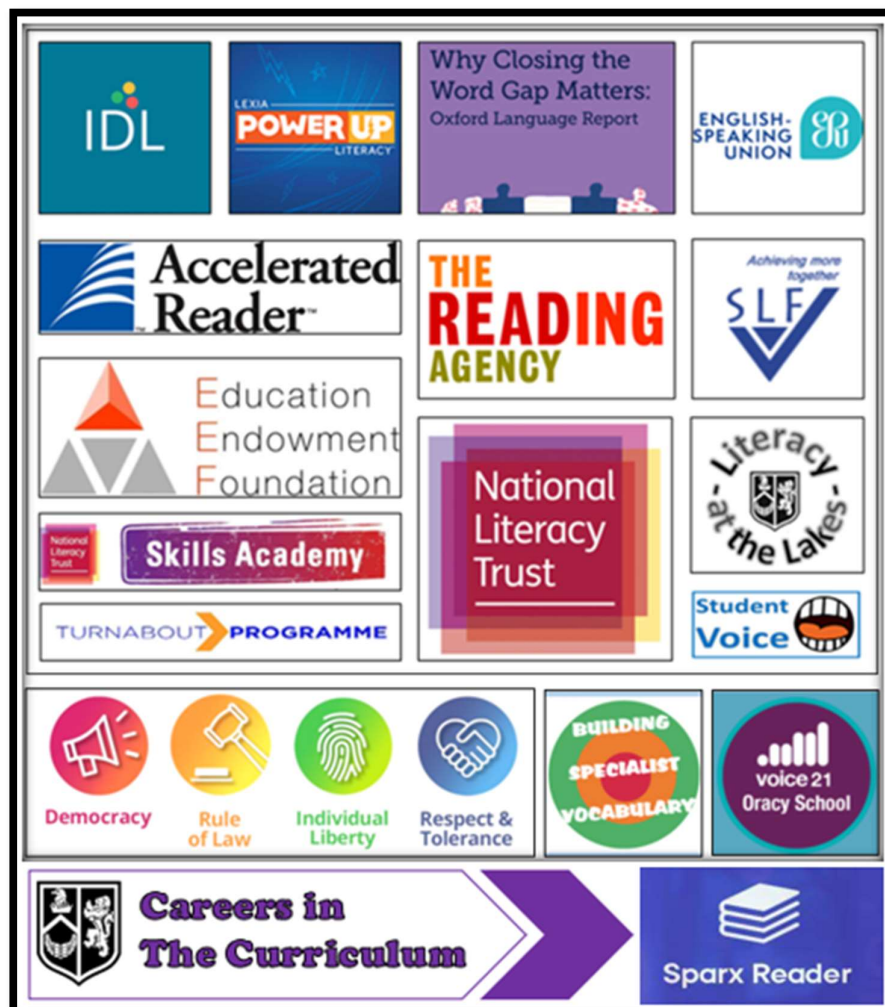 IDL
LEXIA
POWER UP
LITERACY
Why Closing the
Word Gap Matters:
Oxford Language Report
ENGLISH-
SPEAKING
UNION
ESU
Accelerated
Reader™
THE
READING
AGENCY
Achieving more
together
SLF
Education
Endowment
Foundation
National
Literacy
Trust
Literacy
at the Lakes
National
Literacy
Trust
Skills Academy
TURNABOUT PROGRAMME
Student
Voice
Democracy
Rule
of Law
Individual
Liberty
Respect &
Tolerance
BUILDING
SPECIALIST
VOCABULARY
voice 21
Oracy School
Careers in
The Curriculum
Sparx Reader